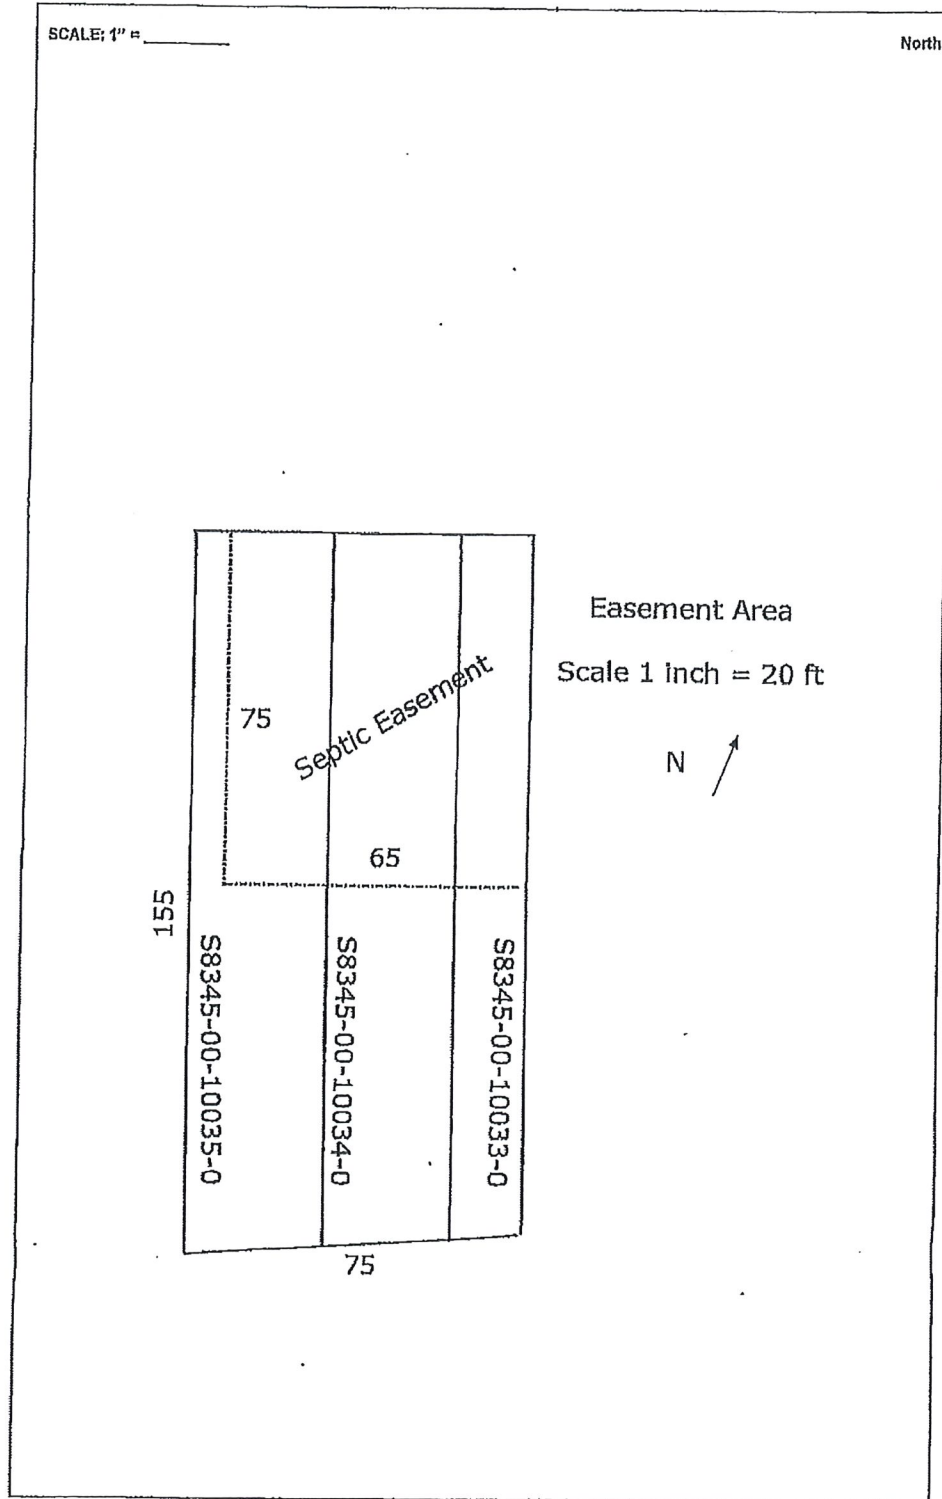 SCALE: 1" =
North
Easement Area
Scale 1 inch = 20 ft
N
75
Septic Easement
65
155
S8345-00-10035-0
S8345-00-10034-0
S8345-00-10033-0
75